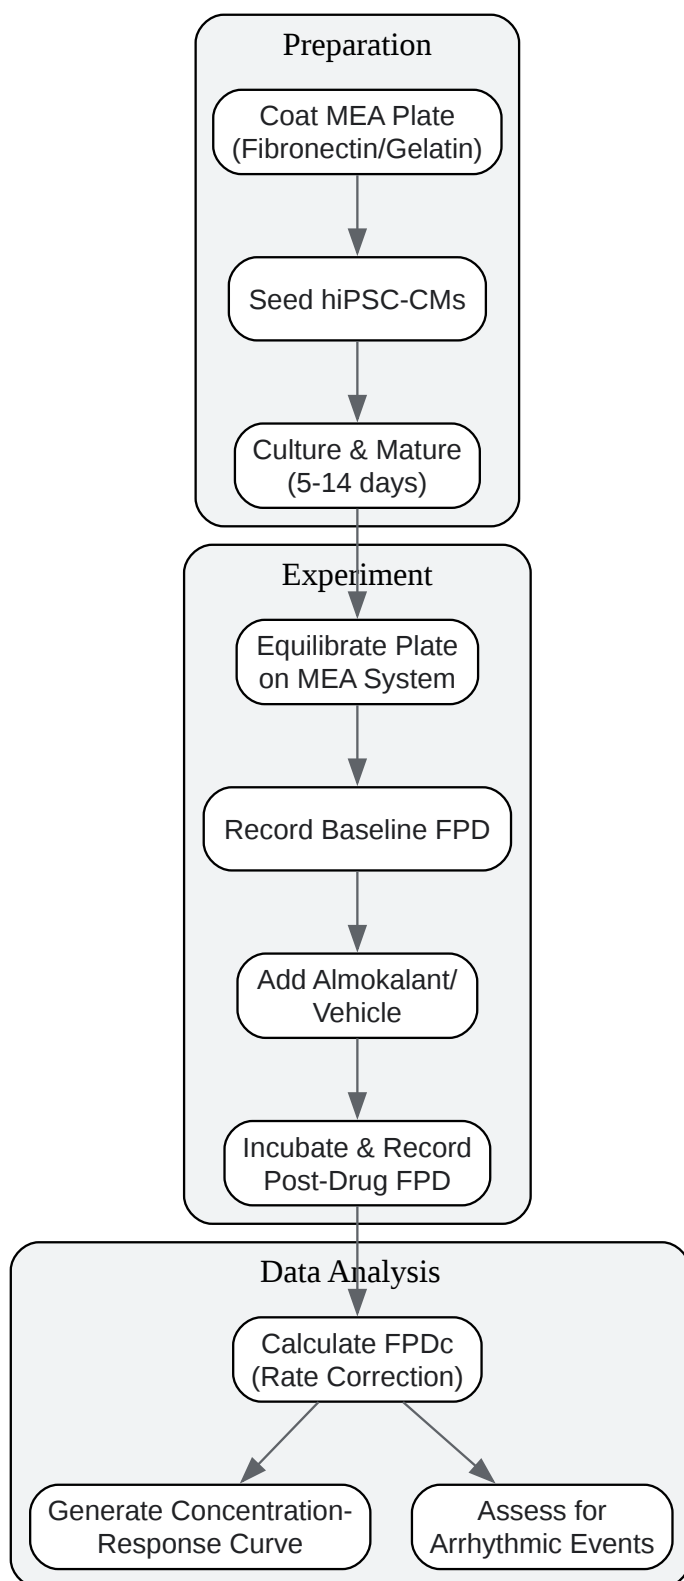 Preparation
Coat MEA Plate
(Fibronectin/Gelatin)
Seed hiPSC-CMs
Culture & Mature
(5-14 days)
Experiment
Equilibrate Plate
on MEA System
Record Baseline FPD
Add Almokalant/
Vehicle
Incubate & Record
Post-Drug FPD
Data Analysis
Calculate FPDc
(Rate Correction)
Generate Concentration-
Response Curve
Assess for
Arrhythmic Events